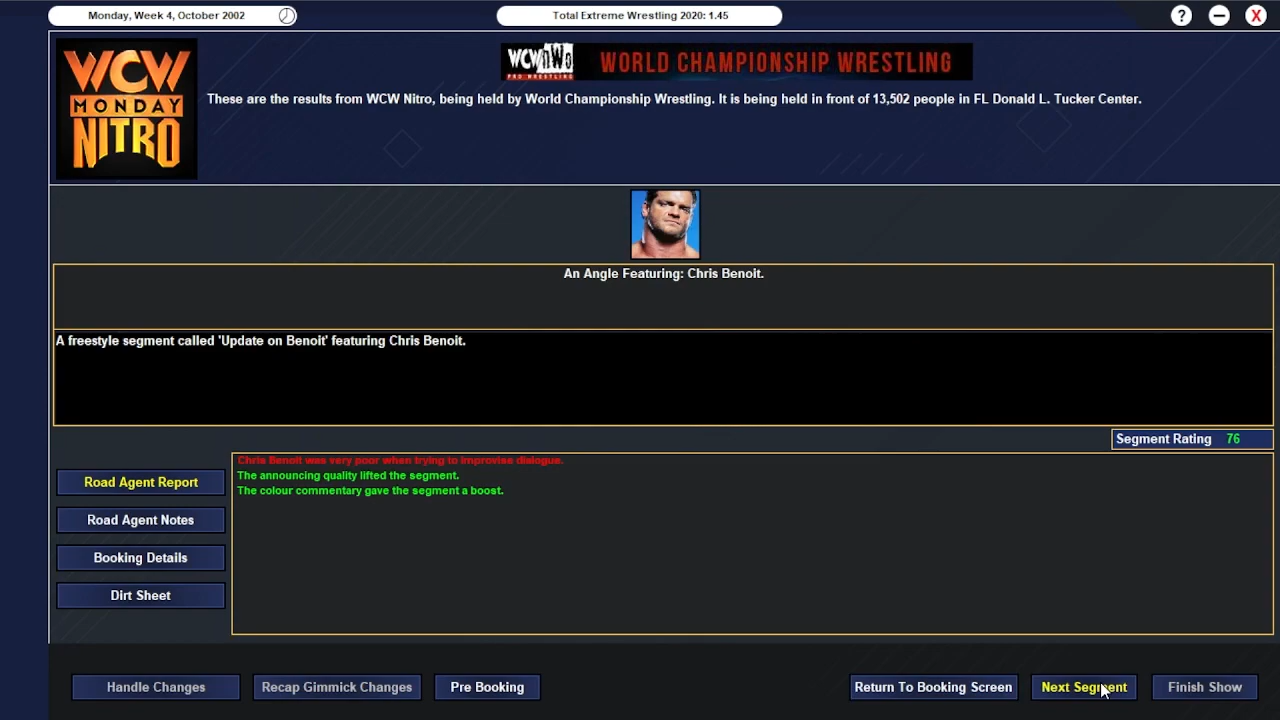 Monday, Week 4, October 2002
Total Extreme Wrestling 2020: 1.45
?
X
WCW
MONDAY
NITRO
WCW nWo
PRO WRESTLING
WORLD CHAMPIONSHIP WRESTLING
These are the results from WCW Nitro, being held by World Championship Wrestling. It is being held in front of 13,502 people in FL Donald L. Tucker Center.
An Angle Featuring: Chris Benoit.
A freestyle segment called 'Update on Benoit' featuring Chris Benoit.
Segment Rating 76
Chris Benoit was very poor when trying to improvise dialogue.
The announcing quality lifted the segment.
The colour commentary gave the segment a boost.
Road Agent Report
Road Agent Notes
Booking Details
Dirt Sheet
Handle Changes
Recap Gimmick Changes
Pre Booking
Return To Booking Screen
Next Segment
Finish Show